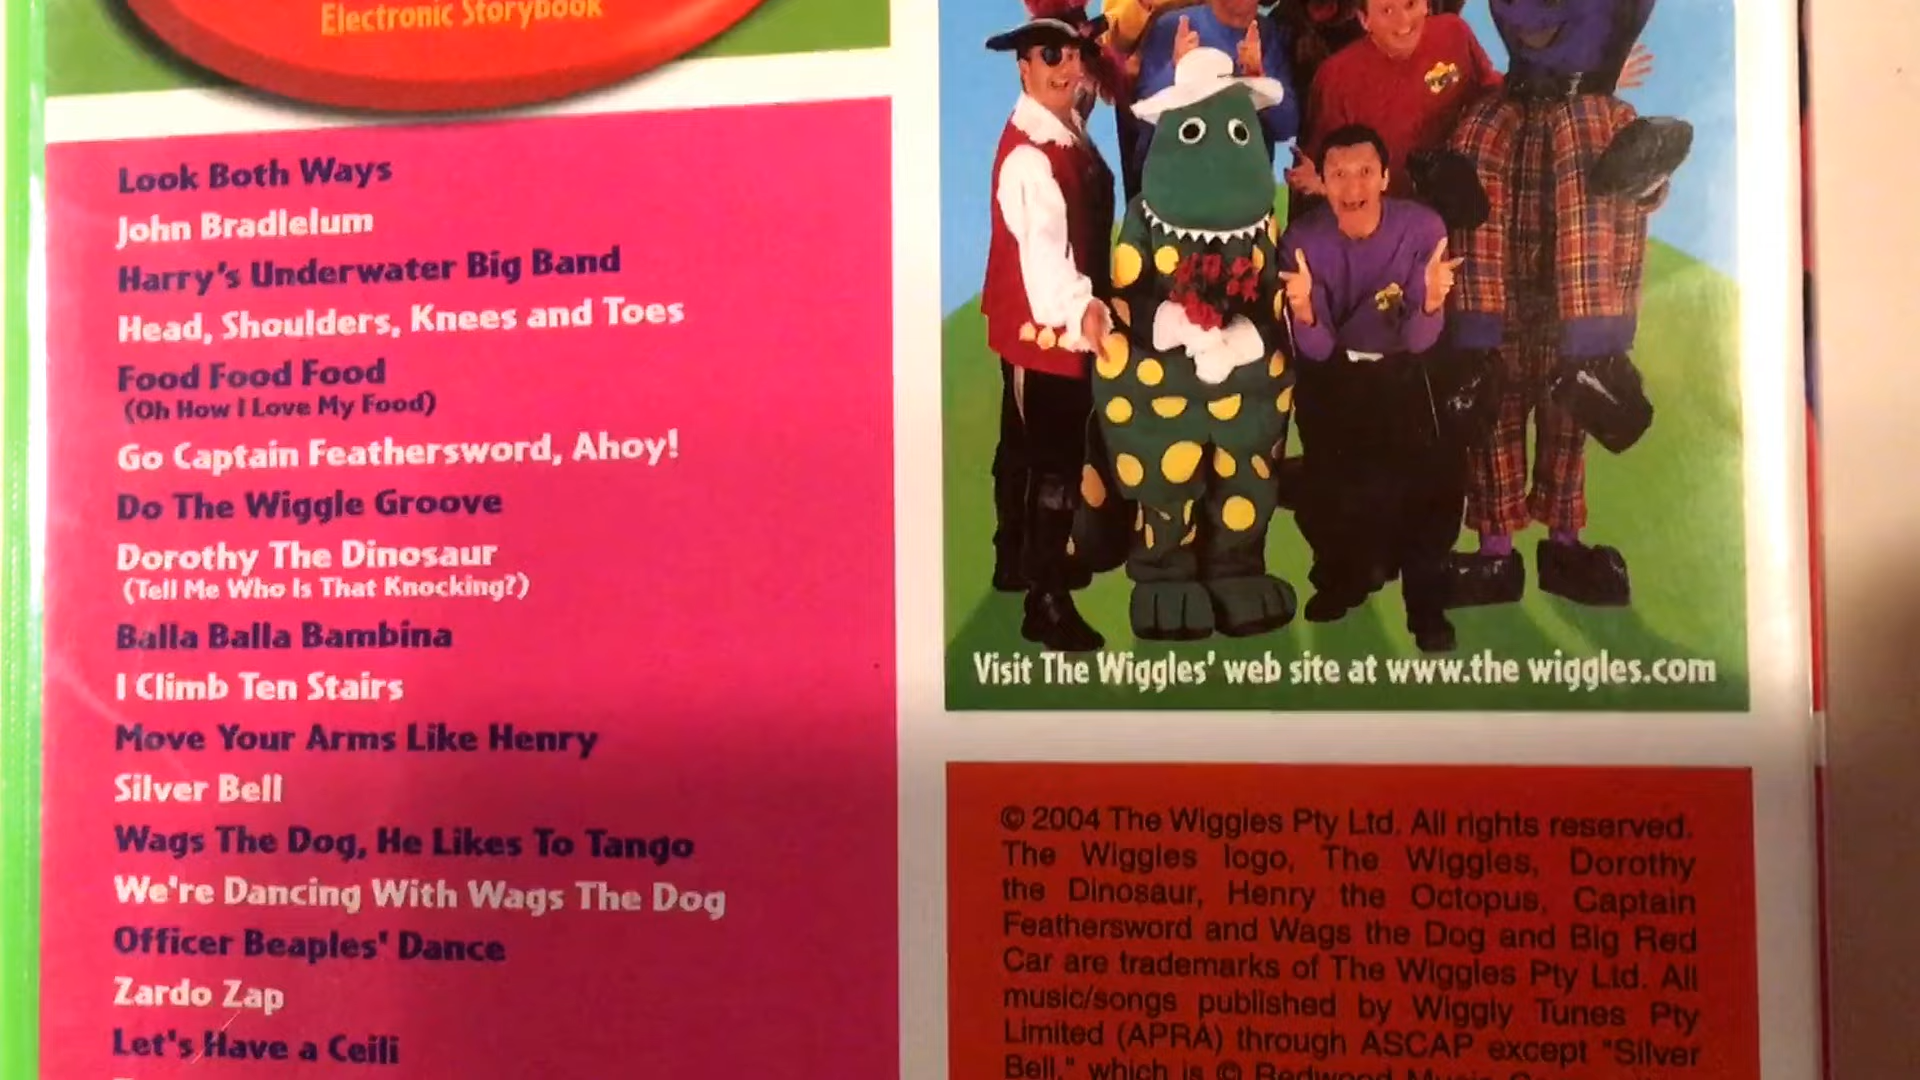 Electronic Storybook
Look Both Ways
John Bradlelum
Harry's Underwater Big Band
Head, Shoulders, Knees and Toes
Food Food Food
(Oh How I Love My Food)
Go Captain Feathersword, Ahoy!
Do The Wiggle Groove
Dorothy The Dinosaur
(Tell Me Who Is That Knocking?)
Balla Balla Bambina
I Climb Ten Stairs
Move Your Arms Like Henry
Silver Bell
Wags The Dog, He Likes To Tango
We're Dancing With Wags The Dog
Officer Beaples' Dance
Zardo Zap
Let's Have a Ceili
Visit The Wiggles' web site at www.the wiggles.com
© 2004 The Wiggles Pty Ltd. All rights reserved.
The Wiggles logo, The Wiggles, Dorothy
the Dinosaur, Henry the Octopus, Captain
Feathersword and Wags the Dog and Big Red
Car are trademarks of The Wiggles Pty Ltd. All
music/songs published by Wiggly Tunes Pty
Limited (APRA) through ASCAP except "Silver
Bell," which is © Redwood Music